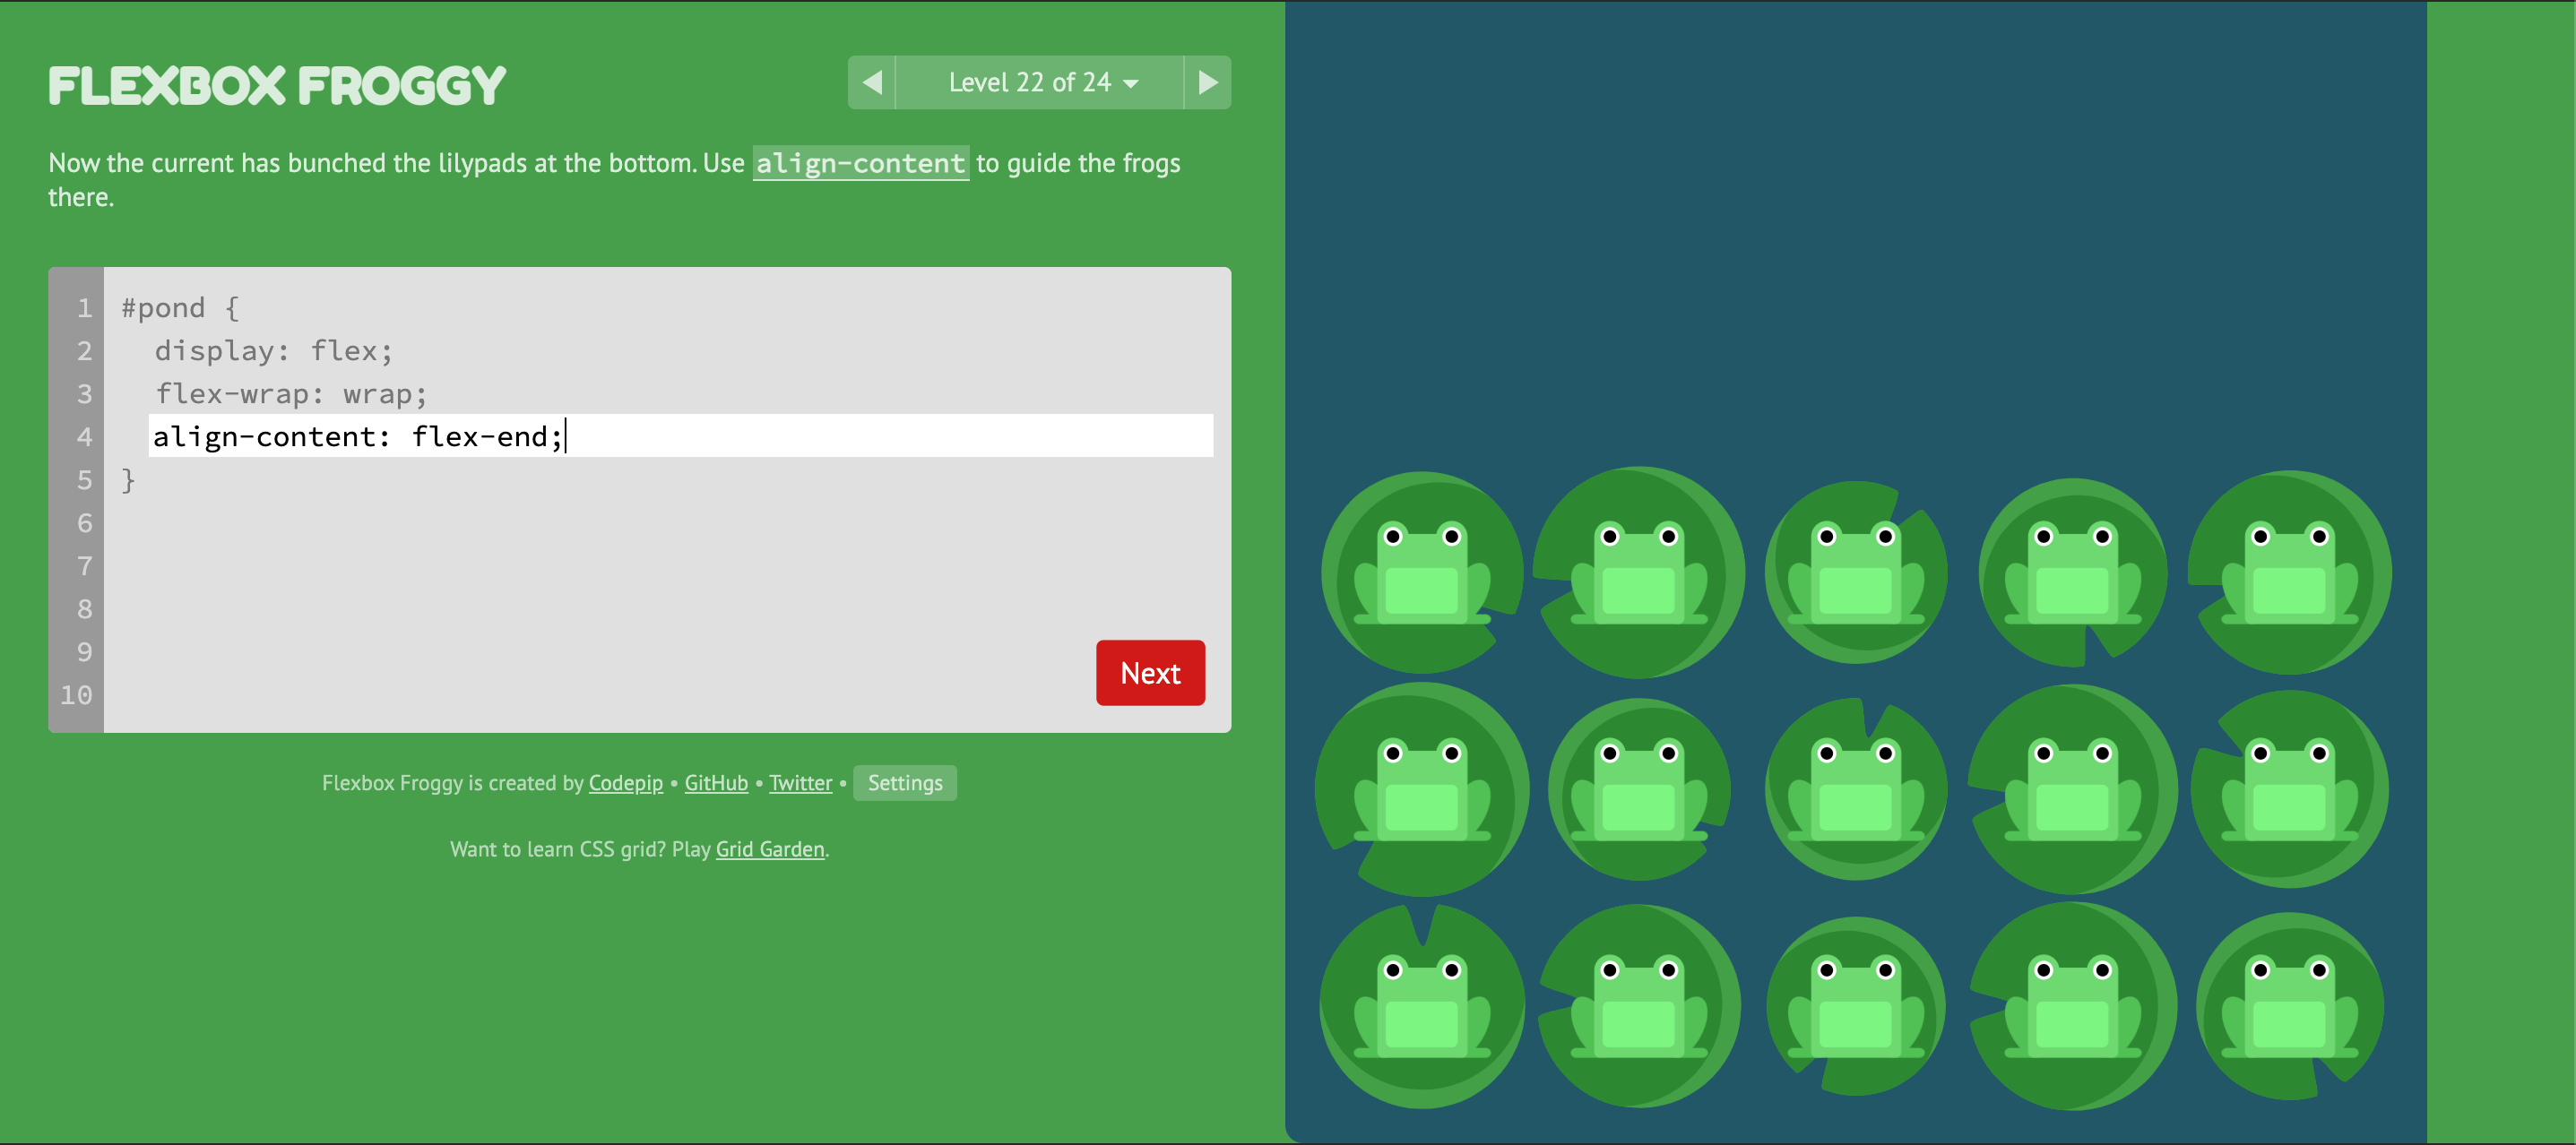 FLEXBOX FROGGY
Level 22 of 24
Now the current has bunched the lilypads at the bottom. Use align-content to guide the frogs
there.
1 #pond {
2 display: flex;
3 flex-wrap: wrap;
4 align-content: flex-end;
5 }
6
7
8
9
10
Next
Flexbox Froggy is created by Codepip • GitHub • Twitter • Settings
Want to learn CSS grid? Play Grid Garden.